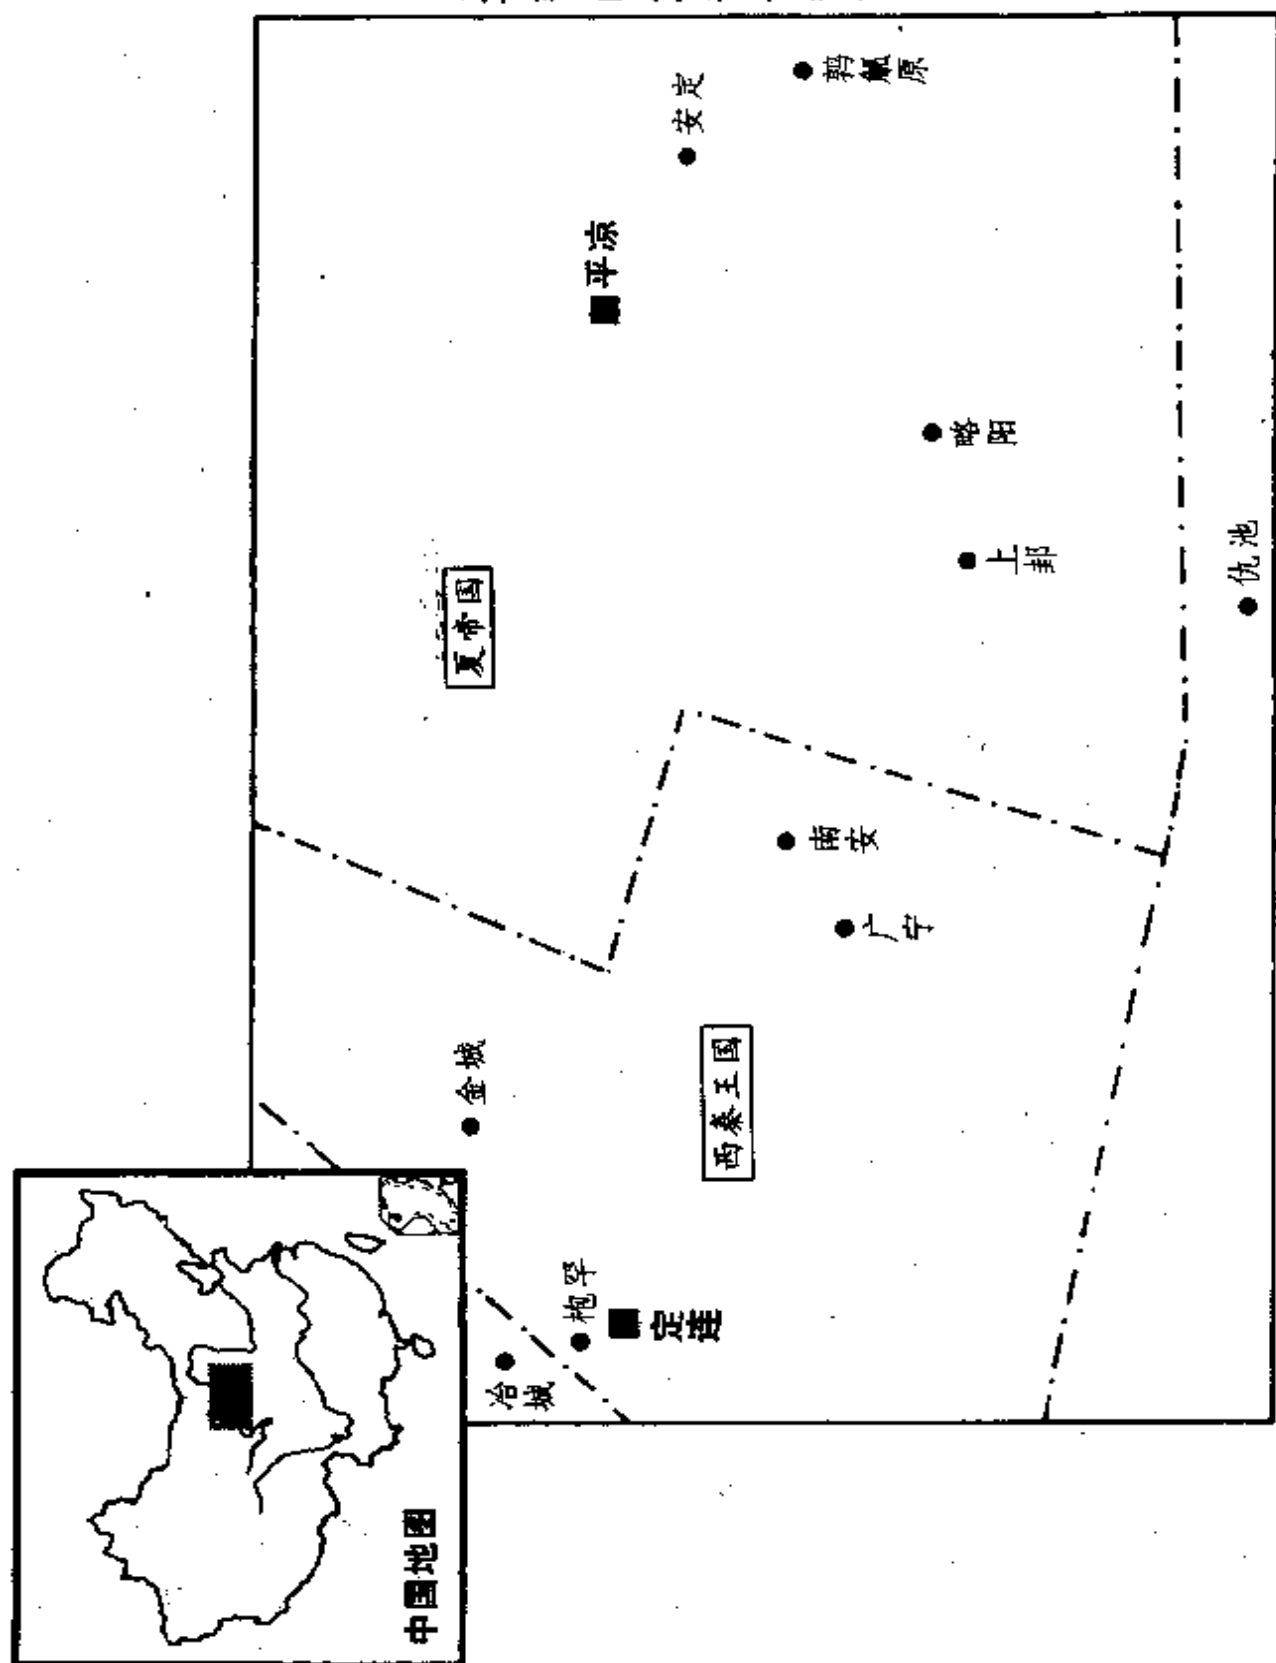 中国地图
夏帝国
西秦王国
平凉
安定
鹑觚原
略阳
上邽
仇池
南安
广宁
金城
枹罕
定连
冶城